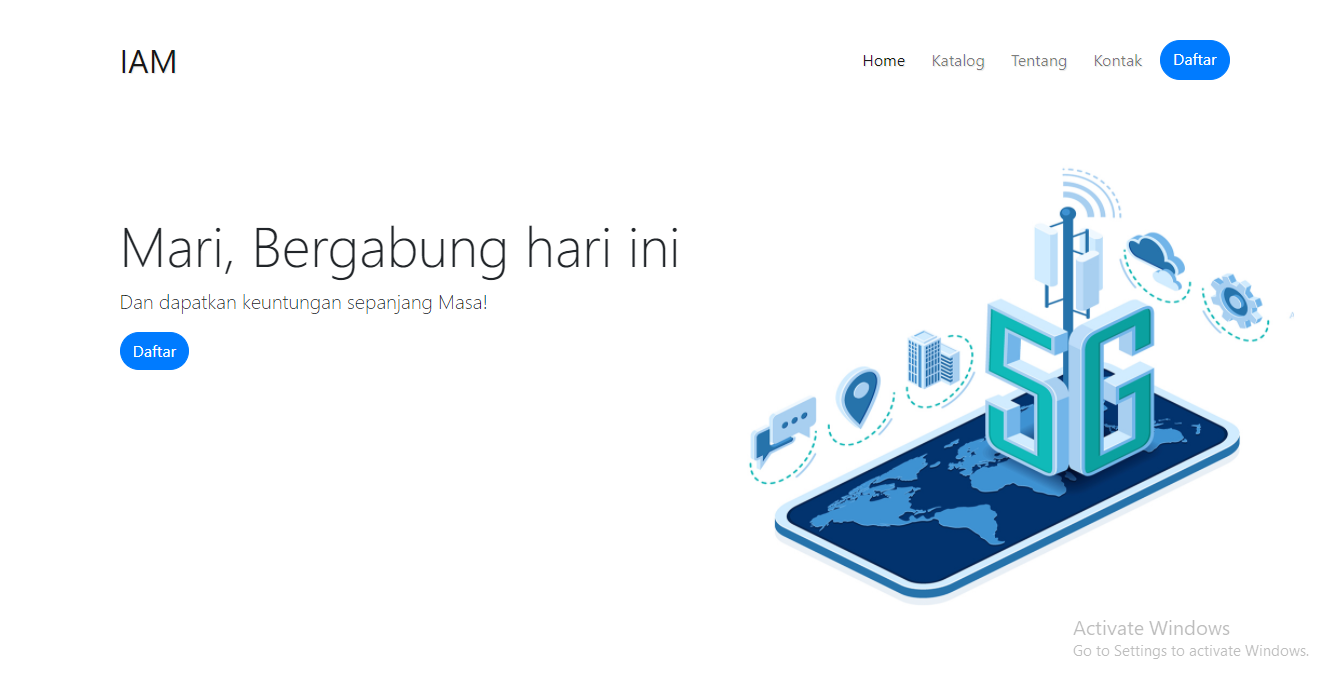 IAM
Home Katalog Tentang Kontak Daftar
Mari, Bergabung hari ini
Dan dapatkan keuntungan sepanjang Masa!
Daftar
5G
Activate Windows
Go to Settings to activate Windows.